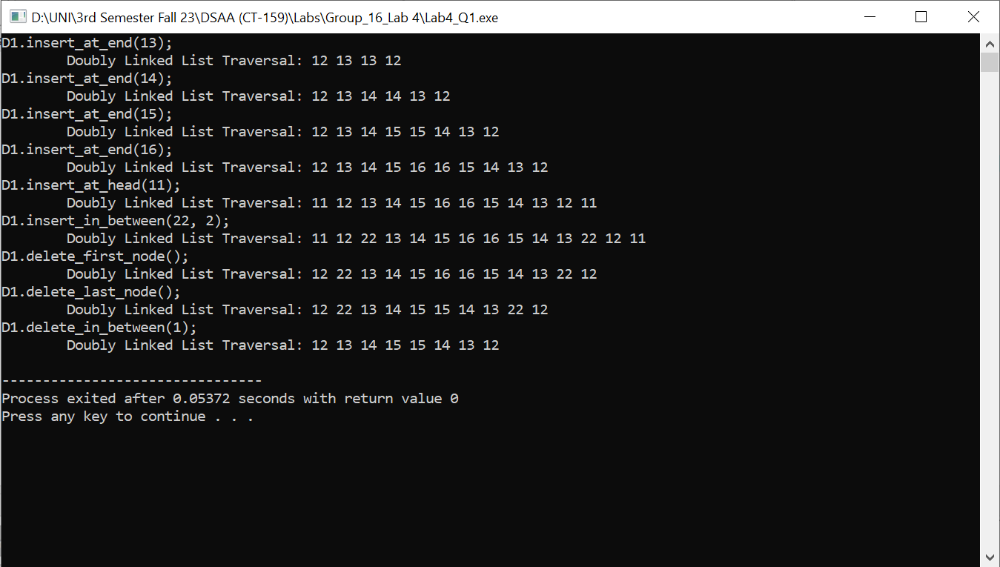 D:\UNI\3rd Semester Fall 23\DSAA (CT-159)\Labs\Group_16_Lab 4\Lab4_Q1.exe
D1.insert_at_end(13);
        Doubly Linked List Traversal: 12 13 13 12
D1.insert_at_end(14);
        Doubly Linked List Traversal: 12 13 14 14 13 12
D1.insert_at_end(15);
        Doubly Linked List Traversal: 12 13 14 15 15 14 13 12
D1.insert_at_end(16);
        Doubly Linked List Traversal: 12 13 14 15 16 16 15 14 13 12
D1.insert_at_head(11);
        Doubly Linked List Traversal: 11 12 13 14 15 16 16 15 14 13 12 11
D1.insert_in_between(22, 2);
        Doubly Linked List Traversal: 11 12 22 13 14 15 16 16 15 14 13 22 12 11
D1.delete_first_node();
        Doubly Linked List Traversal: 12 22 13 14 15 16 16 15 14 13 22 12
D1.delete_last_node();
        Doubly Linked List Traversal: 12 22 13 14 15 15 14 13 22 12
D1.delete_in_between(1);
        Doubly Linked List Traversal: 12 13 14 15 15 14 13 12
--------------------------------
Process exited after 0.05372 seconds with return value 0
Press any key to continue . . .